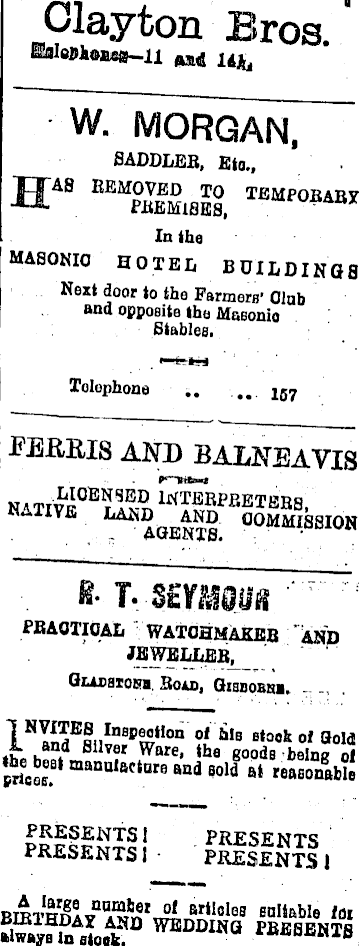 Clayton Bros.
Telephones—11 and 14
W. MORGAN,
SADDLER, Etc.,
HAS REMOVED TO TEMPORARY
PREMISES,
In the
MASONIC HOTEL BUILDINGS
Next door to the Farmers' Club
and opposite the Masonic
Stables.
Telephone .. .. 157
FERRIS AND BALNEAVIS
LICENSED INTERPRETERS,
NATIVE LAND AND COMMISSION
AGENTS.
R. T. SEYMOUR
PRACTICAL WATCHMAKER AND
JEWELLER,
GLADSTONE ROAD, GISBORNE.
INVITES Inspection of his stock of Gold
and Silver Ware, the goods being of
the best manufacture and sold at reasonable
prices.
PRESENTS! PRESENTS
PRESENTS! PRESENTS!
A large number of articles suitable for
BIRTHDAY AND WEDDING PRESENTS
always in stock.